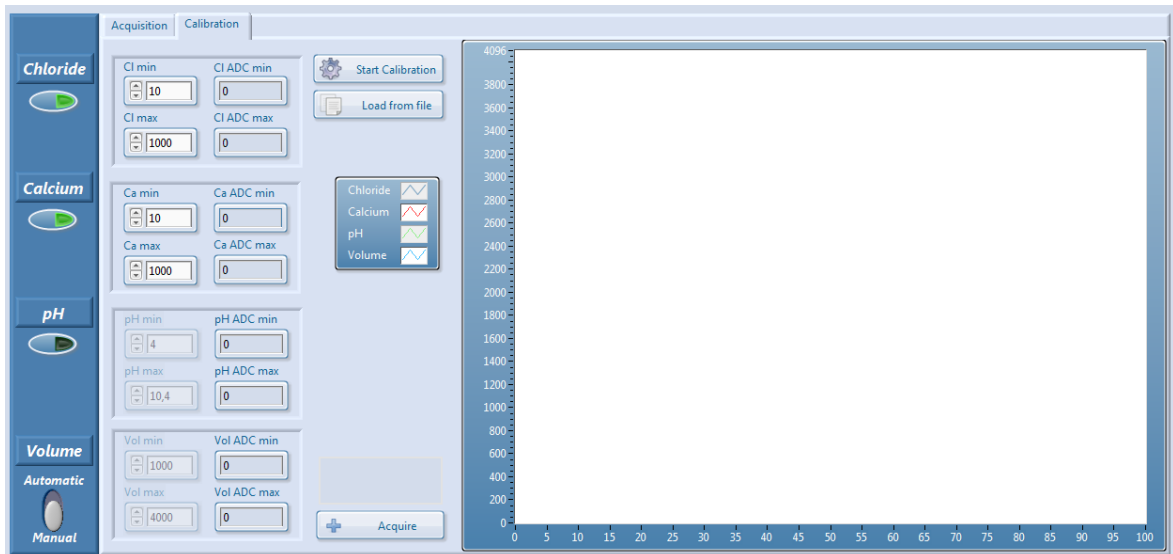 Acquisition Calibration
Chloride
Calcium
pH
Volume
Automatic
Manual
Cl min Cl ADC min
10 0
Cl max Cl ADC max
1000 0
Ca min Ca ADC min
10 0
Ca max Ca ADC max
1000 0
pH min pH ADC min
4 0
pH max pH ADC max
10,4 0
Vol min Vol ADC min
1000 0
Vol max Vol ADC max
4000 0
Start Calibration
Load from file
Chloride
Calcium
pH
Volume
Acquire
4096
3800
3600
3400
3200
3000
2800
2600
2400
2200
2000
1800
1600
1400
1200
1000
800
600
400
200
0
0 5 10 15 20 25 30 35 40 45 50 55 60 65 70 75 80 85 90 95 100